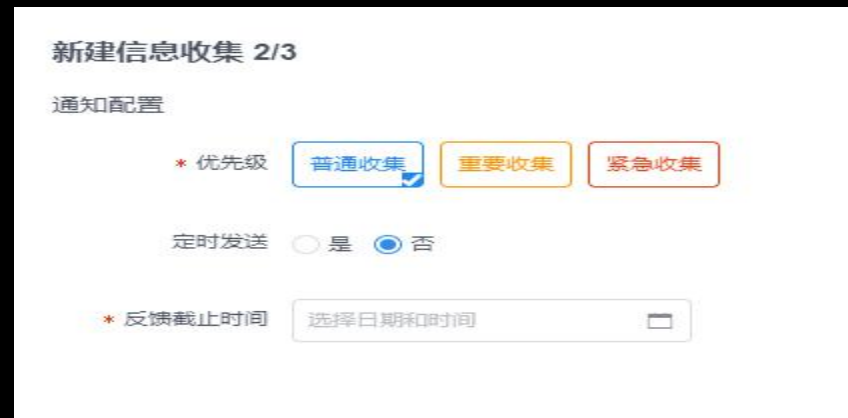 新建信息收集 2/3
通知配置
* 优先级 普通收集 重要收集 紧急收集
定时发送 是 否
* 反馈截止时间 选择日期和时间